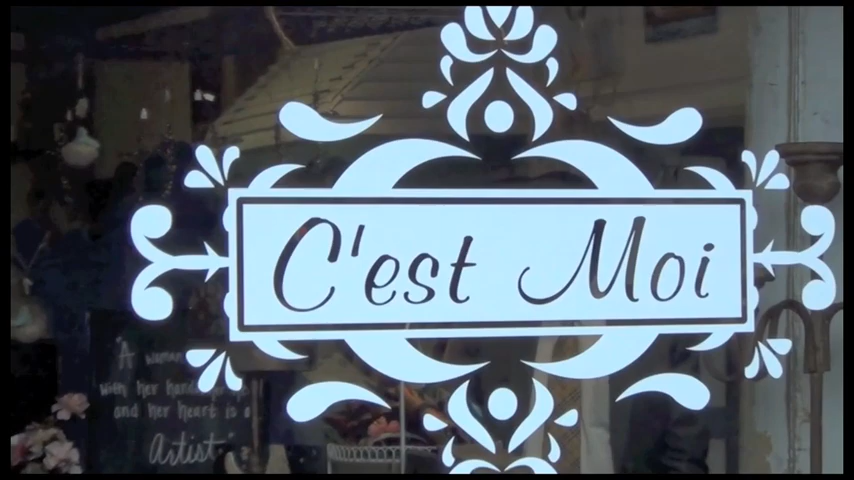 C'est Moi
"A woman
with her hands
and her heart is a
Artist"